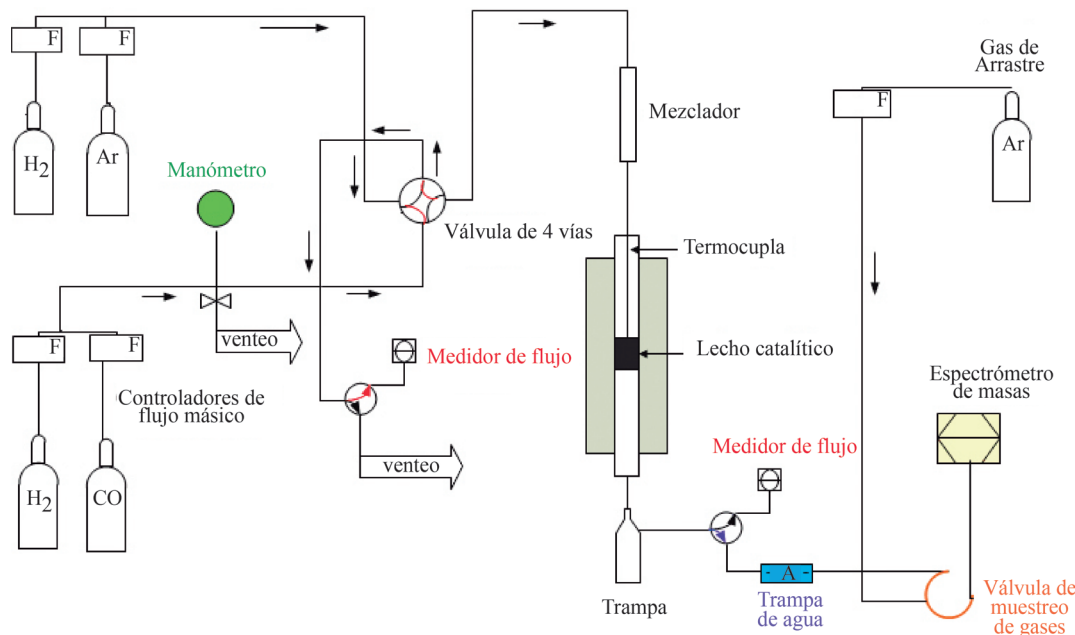 F
F
H2
Ar
Manómetro
Válvula de 4 vías
Mezclador
Gas de
Arrastre
F
Ar
Termocupla
Lecho catalítico
venteo
F
F
Controladores de
flujo másico
H2
CO
Medidor de flujo
venteo
Medidor de flujo
Espectrómetro
de masas
Trampa
A
Trampa
de agua
Válvula de
muestreo
de gases